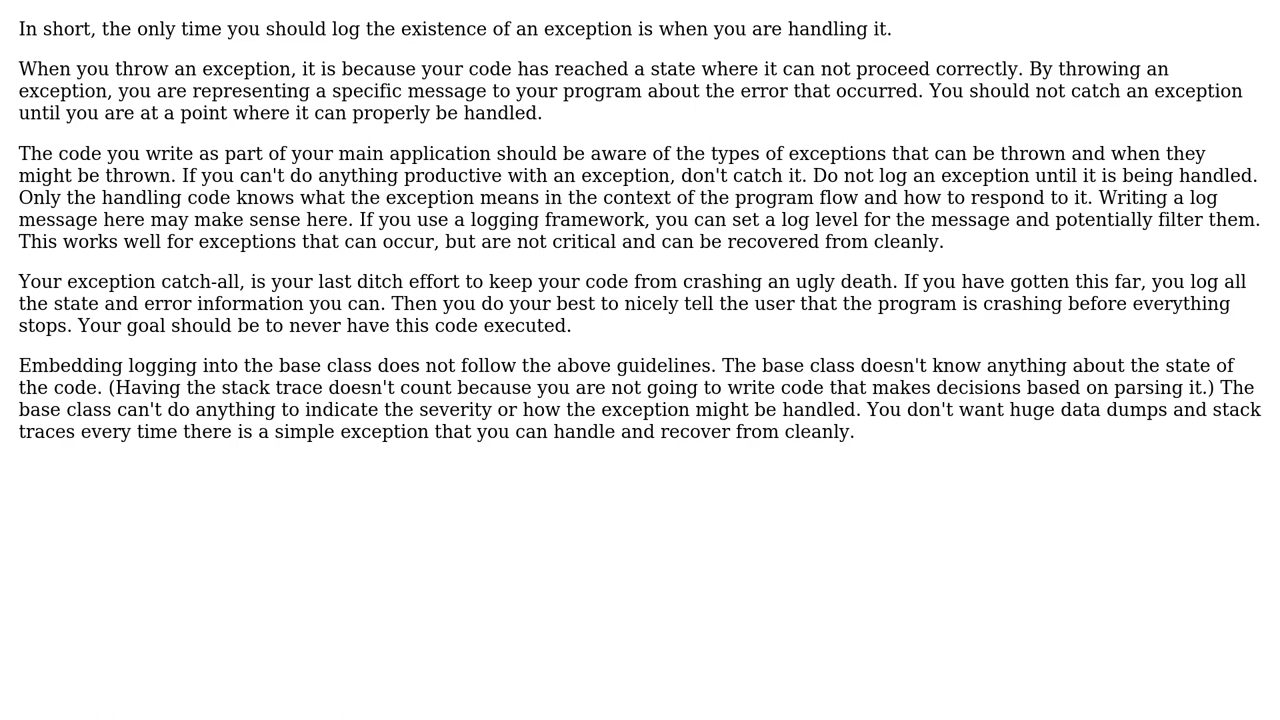 In short, the only time you should log the existence of an exception is when you are handling it.
When you throw an exception, it is because your code has reached a state where it can not proceed correctly. By throwing an
exception, you are representing a specific message to your program about the error that occurred. You should not catch an exception
until you are at a point where it can properly be handled.
The code you write as part of your main application should be aware of the types of exceptions that can be thrown and when they
might be thrown. If you can't do anything productive with an exception, don't catch it. Do not log an exception until it is being handled.
Only the handling code knows what the exception means in the context of the program flow and how to respond to it. Writing a log
message here may make sense here. If you use a logging framework, you can set a log level for the message and potentially filter them.
This works well for exceptions that can occur, but are not critical and can be recovered from cleanly.
Your exception catch-all, is your last ditch effort to keep your code from crashing an ugly death. If you have gotten this far, you log all
the state and error information you can. Then you do your best to nicely tell the user that the program is crashing before everything
stops. Your goal should be to never have this code executed.
Embedding logging into the base class does not follow the above guidelines. The base class doesn't know anything about the state of
the code. (Having the stack trace doesn't count because you are not going to write code that makes decisions based on parsing it.) The
base class can't do anything to indicate the severity or how the exception might be handled. You don't want huge data dumps and stack
traces every time there is a simple exception that you can handle and recover from cleanly.